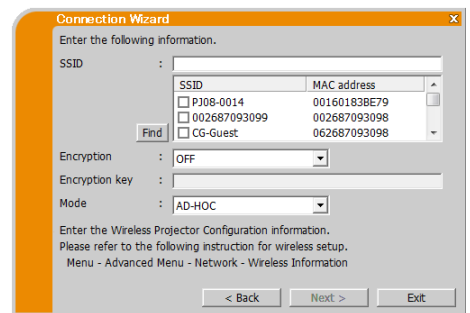 Connection Wizard x
Enter the following information.
SSID :
SSID MAC address
PJ08-0014 00160183BE79
002687093099 002687093098
Find CG-Guest 062687093098
Encryption : OFF
Encryption key :
Mode : AD-HOC
Enter the Wireless Projector Configuration information.
Please refer to the following instruction for wireless setup.
Menu - Advanced Menu - Network - Wireless Information
< Back Next > Exit